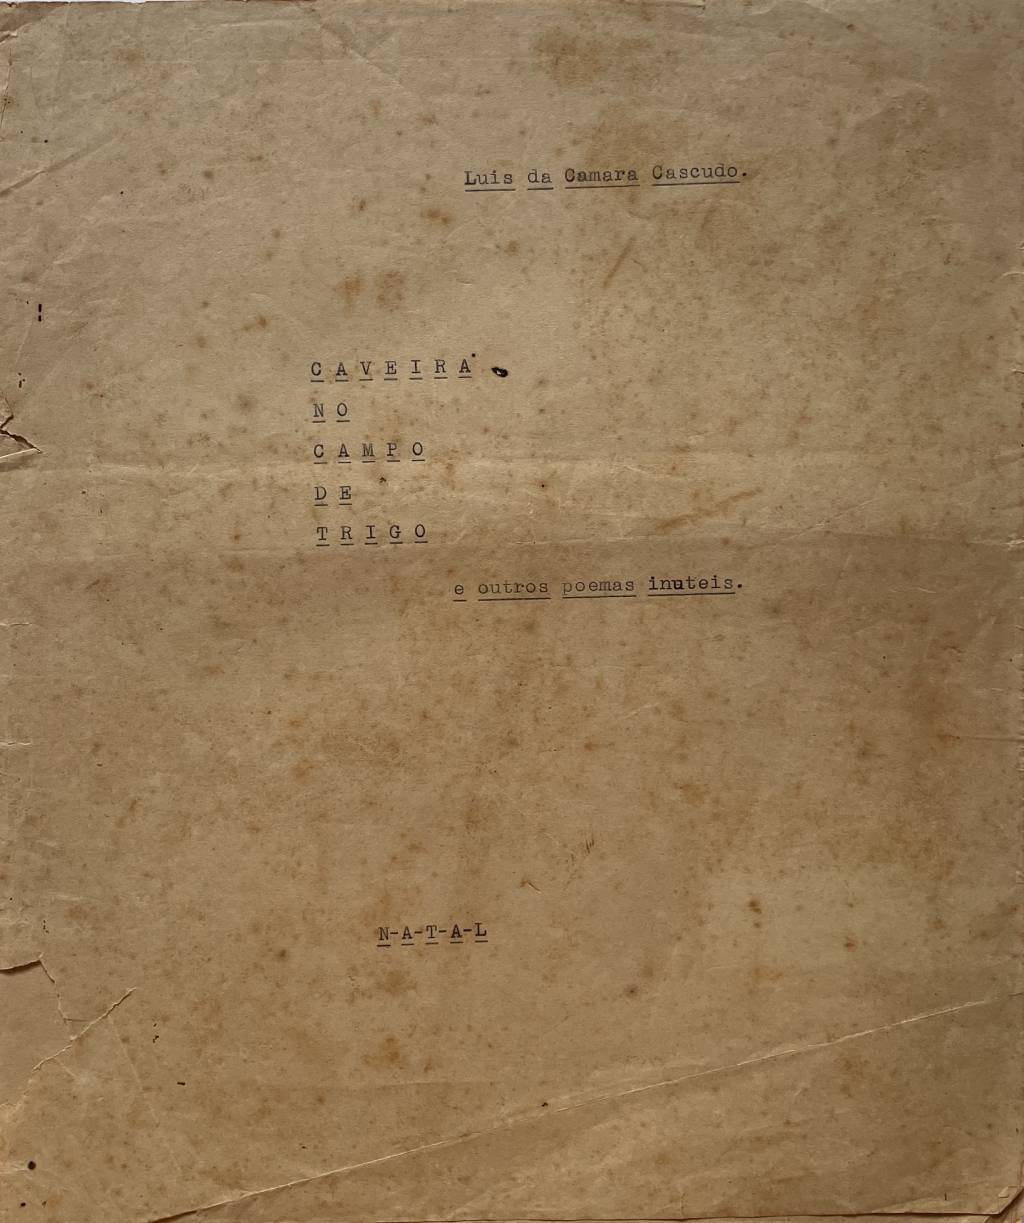 Luis da Camara Cascudo.
C A V E I R A
N O
C A M P O
D E
T R I G O
e outros poemas inuteis.
N-A-T-A-L